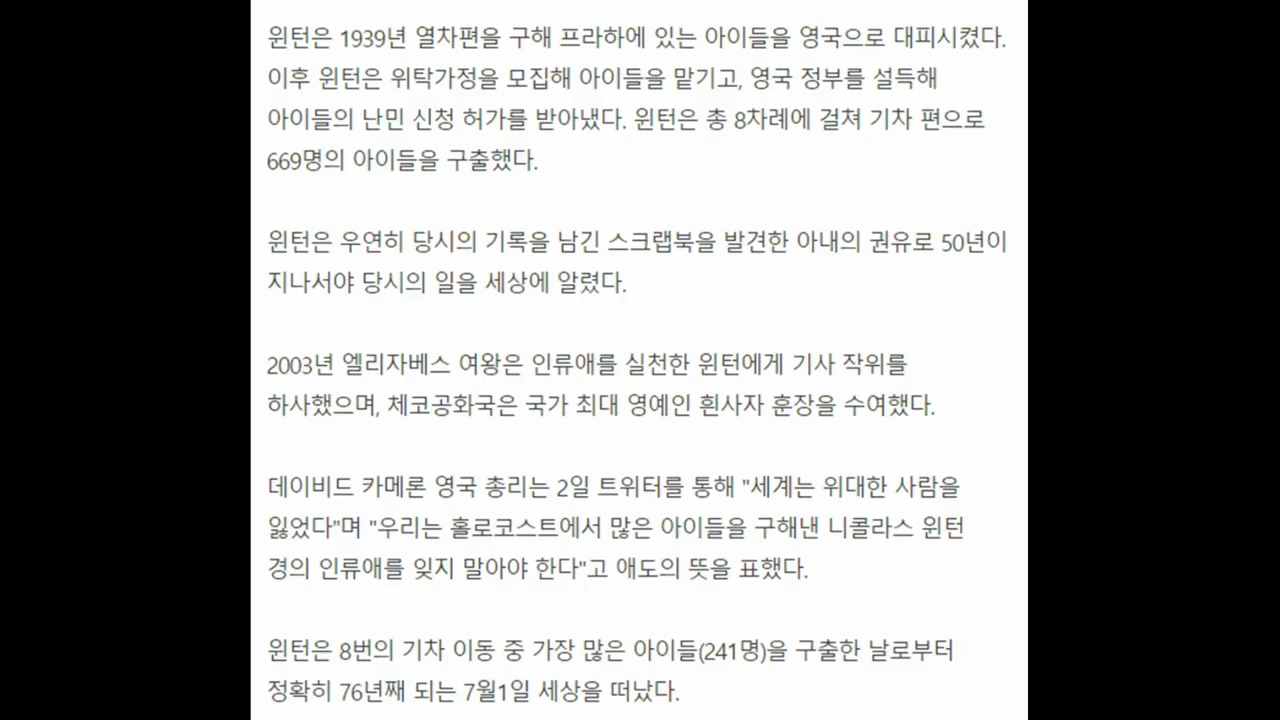 윈턴은 1939년 열차편을 구해 프라하에 있는 아이들을 영국으로 대피시켰다.
이후 윈턴은 위탁가정을 모집해 아이들을 맡기고, 영국 정부를 설득해
아이들의 난민 신청 허가를 받아냈다. 윈턴은 총 8차례에 걸쳐 기차 편으로
669명의 아이들을 구출했다.
윈턴은 우연히 당시의 기록을 남긴 스크랩북을 발견한 아내의 권유로 50년이
지나서야 당시의 일을 세상에 알렸다.
2003년 엘리자베스 여왕은 인류애를 실천한 윈턴에게 기사 작위를
하사했으며, 체코공화국은 국가 최대 영예인 흰사자 훈장을 수여했다.
데이비드 카메론 영국 총리는 2일 트위터를 통해 "세계는 위대한 사람을
잃었다"며 "우리는 홀로코스트에서 많은 아이들을 구해낸 니콜라스 윈턴
경의 인류애를 잊지 말아야 한다"고 애도의 뜻을 표했다.
윈턴은 8번의 기차 이동 중 가장 많은 아이들(241명)을 구출한 날로부터
정확히 76년째 되는 7월1일 세상을 떠났다.